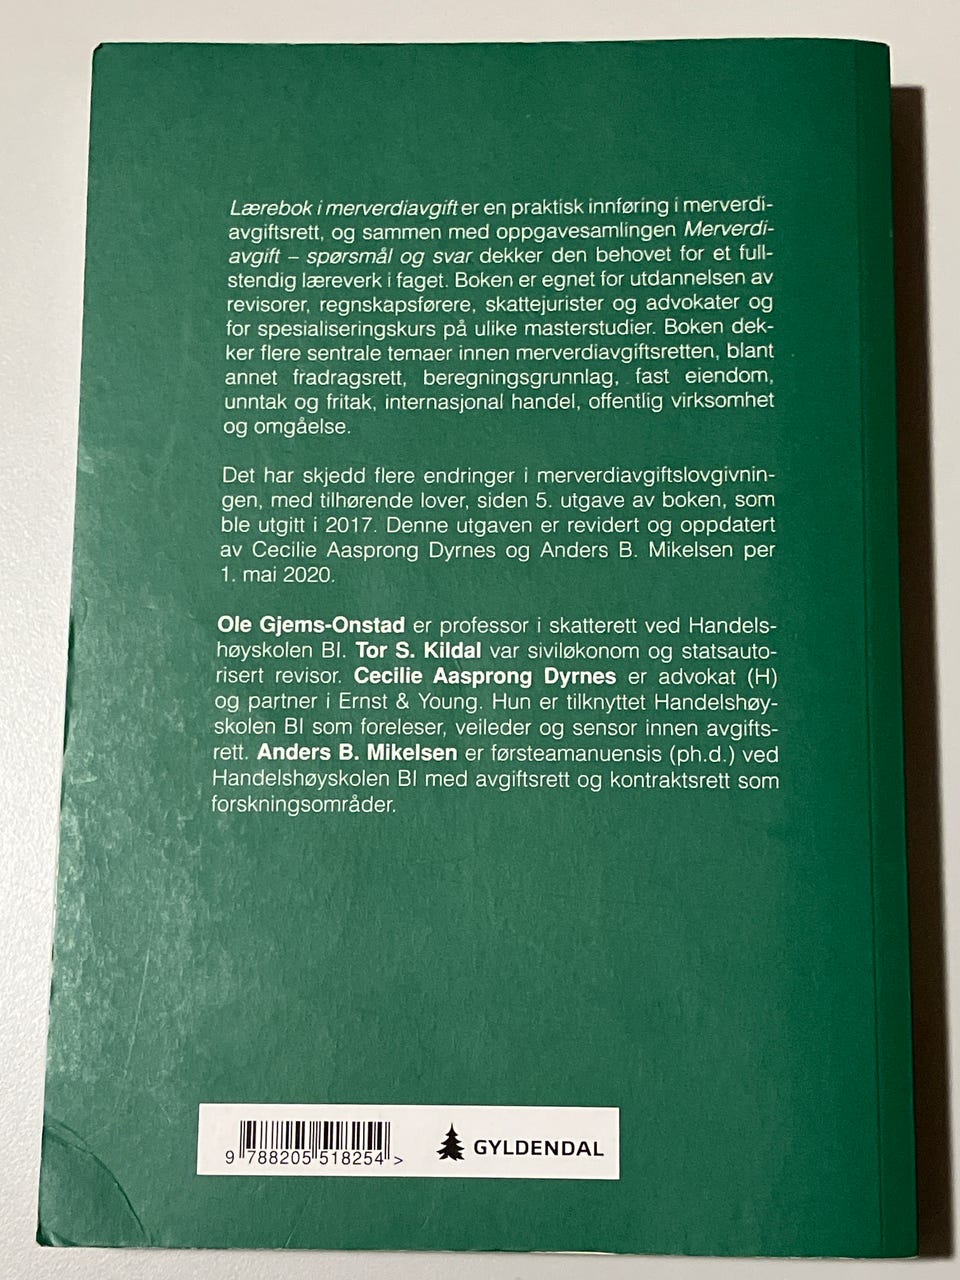 Lærebok i merverdiavgift er en praktisk innføring i merverdi-
avgiftsrett, og sammen med oppgavesamlingen Merverdi-
avgift – spørsmål og svar dekker den behovet for et full-
stendig læreverk i faget. Boken er egnet for utdannelsen av
revisorer, regnskapsførere, skattejurister og advokater og
for spesialiseringskurs på ulike masterstudier. Boken dek-
ker flere sentrale temaer innen merverdiavgiftsretten, blant
annet fradragsrett, beregningsgrunnlag, fast eiendom,
unntak og fritak, internasjonal handel, offentlig virksomhet
og omgåelse.
Det har skjedd flere endringer i merverdiavgiftslovgivnin-
gen, med tilhørende lover, siden 5. utgave av boken, som
ble utgitt i 2017. Denne utgaven er revidert og oppdatert
av Cecilie Aasprong Dyrnes og Anders B. Mikelsen per
1. mai 2020.
Ole Gjems-Onstad er professor i skatterett ved Handels-
høyskolen BI. Tor S. Kildal var siviløkonom og statsauto-
risert revisor. Cecilie Aasprong Dyrnes er advokat (H)
og partner i Ernst & Young. Hun er tilknyttet Handelshøy-
skolen BI som foreleser, veileder og sensor innen avgifts-
rett. Anders B. Mikelsen er førsteamanuensis (ph.d.) ved
Handelshøyskolen BI med avgiftsrett og kontraktsrett som
forskningsområder.
9 788205 518254 >
GYLDENDAL